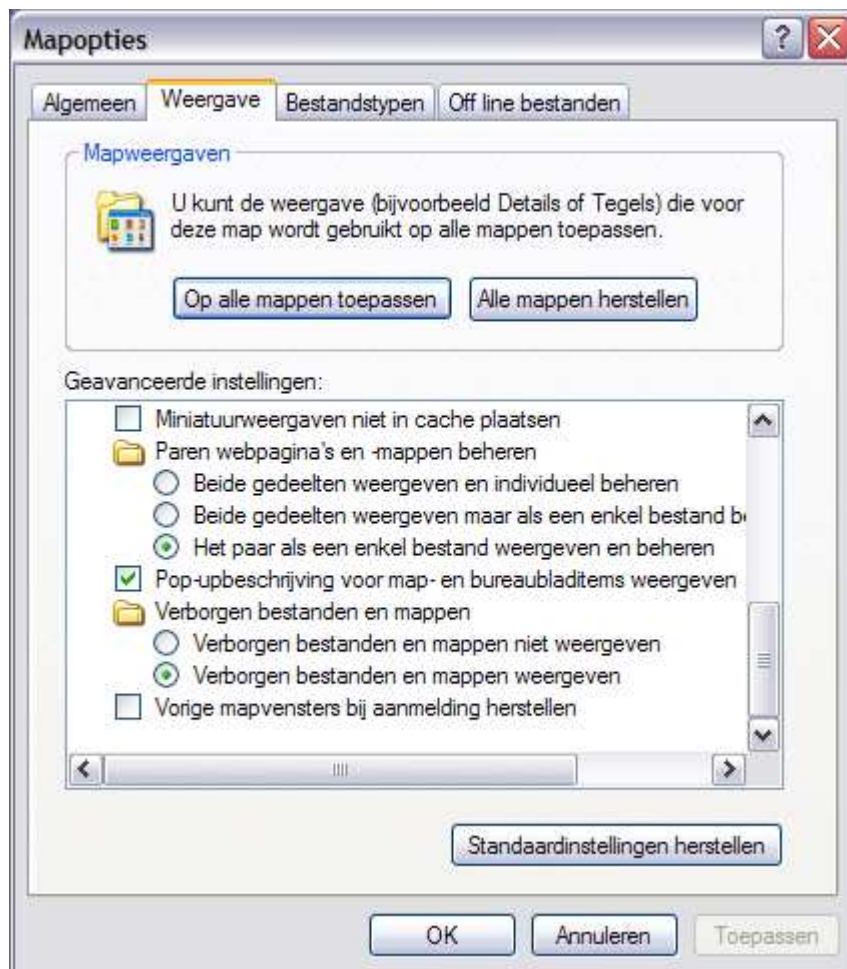 Mapopties
Algemeen Weergave Bestandstypen Off line bestanden
Mapweergaven
U kunt de weergave (bijvoorbeeld Details of Tegels) die voor
deze map wordt gebruikt op alle mappen toepassen.
Op alle mappen toepassen Alle mappen herstellen
Geavanceerde instellingen:
Miniatuurweergaven niet in cache plaatsen
Paren webpagina's en -mappen beheren
Beide gedeelten weergeven en individueel beheren
Beide gedeelten weergeven maar als een enkel bestand be
Het paar als een enkel bestand weergeven en beheren
Pop-upbeschrijving voor map- en bureaubladitems weergeven
Verborgen bestanden en mappen
Verborgen bestanden en mappen niet weergeven
Verborgen bestanden en mappen weergeven
Vorige mapvensters bij aanmelding herstellen
Standaardinstellingen herstellen
OK Annuleren Toepassen